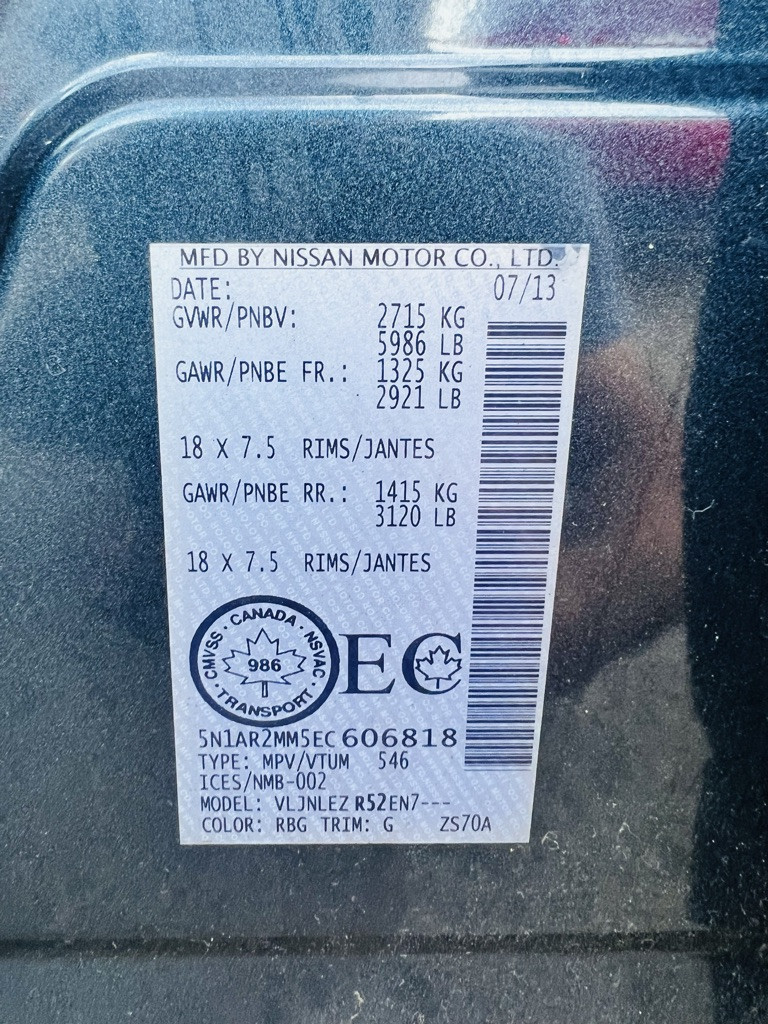 MFD BY NISSAN MOTOR CO., LTD.
DATE: 07/13
GVWR/PNBV: 2715 KG
5986 LB
GAWR/PNBE FR.: 1325 KG
2921 LB
18 X 7.5 RIMS/JANTES
GAWR/PNBE RR.: 1415 KG
3120 LB
18 X 7.5 RIMS/JANTES
CMVSS · CANADA · NSVAC · TRANSPORT ·
986
EC
5N1AR2MM5EC606818
TYPE: MPV/VTUM 546
ICES/NMB-002
MODEL: VLJNLEZ R52EN7---
COLOR: RBG TRIM: G ZS70A